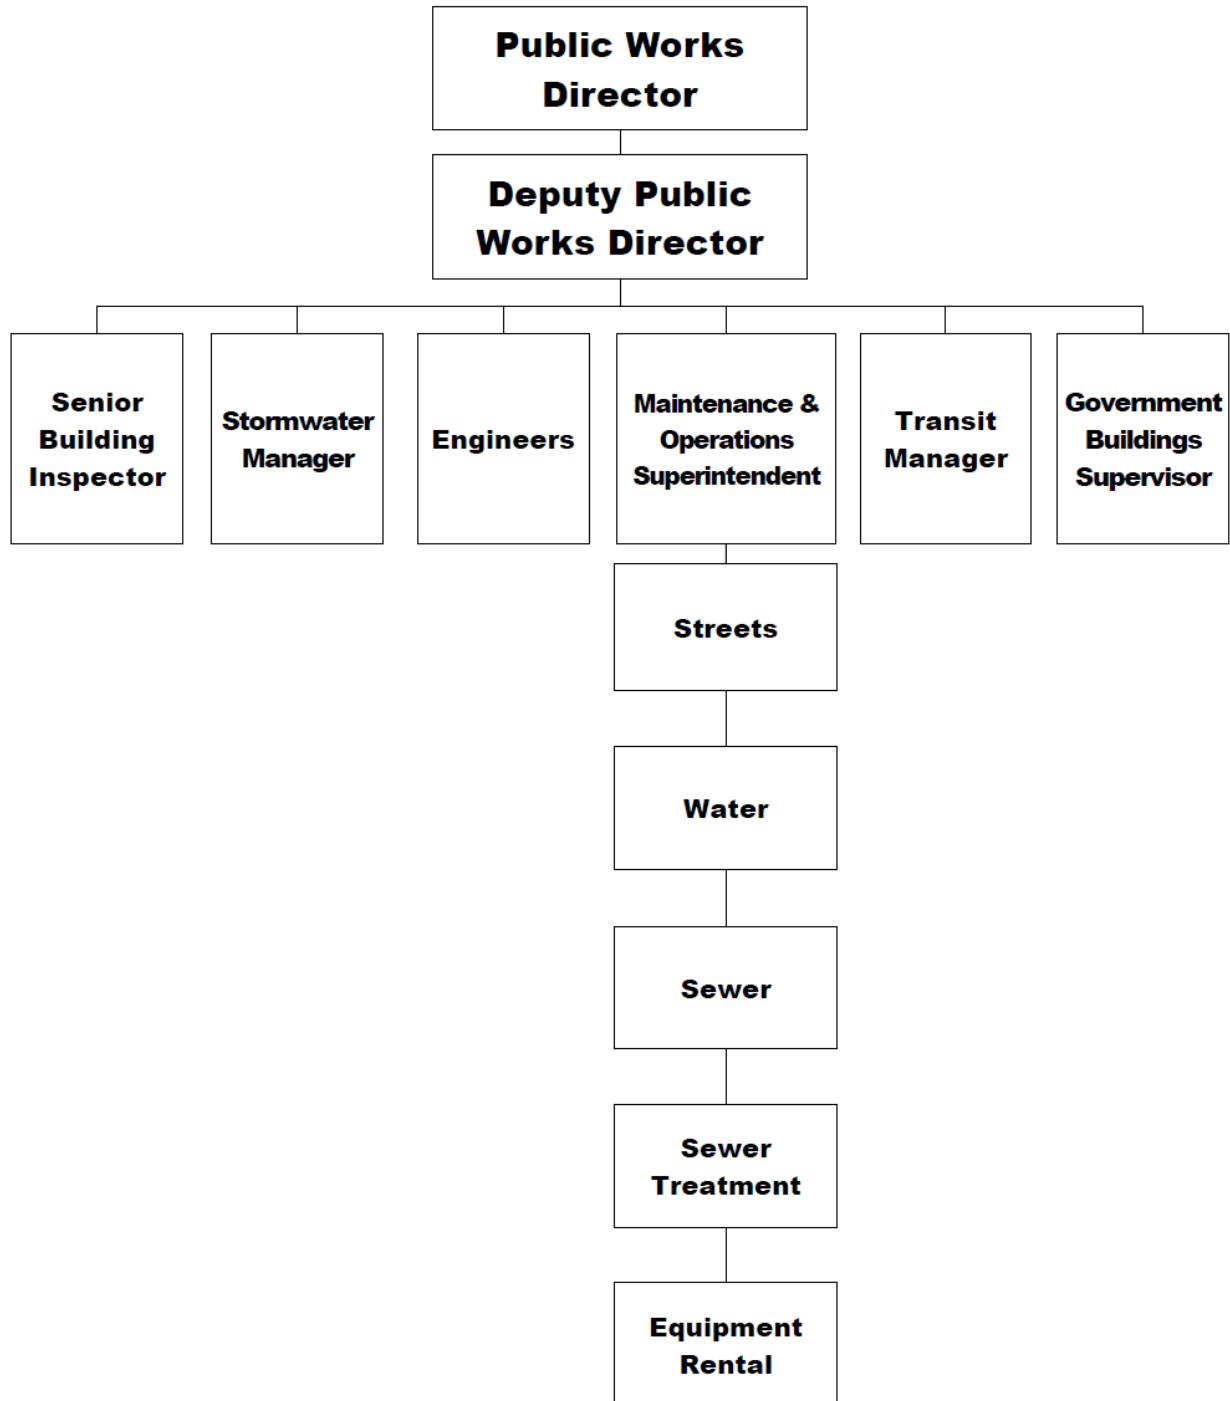 Public Works
Director
Deputy Public
Works Director
Senior
Building
Inspector
Stormwater
Manager
Engineers
Maintenance &
Operations
Superintendent
Transit
Manager
Government
Buildings
Supervisor
Streets
Water
Sewer
Sewer
Treatment
Equipment
Rental